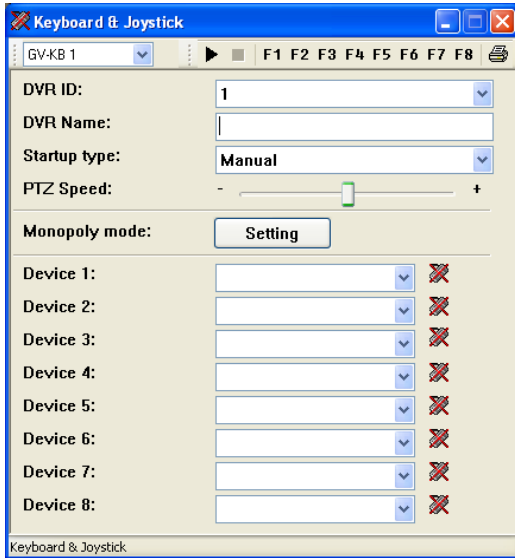 Keyboard & Joystick
GV-KB 1 F1 F2 F3 F4 F5 F6 F7 F8
DVR ID: 1
DVR Name:
Startup type: Manual
PTZ Speed: - +
Monopoly mode: Setting
Device 1:
Device 2:
Device 3:
Device 4:
Device 5:
Device 6:
Device 7:
Device 8:
Keyboard & Joystick